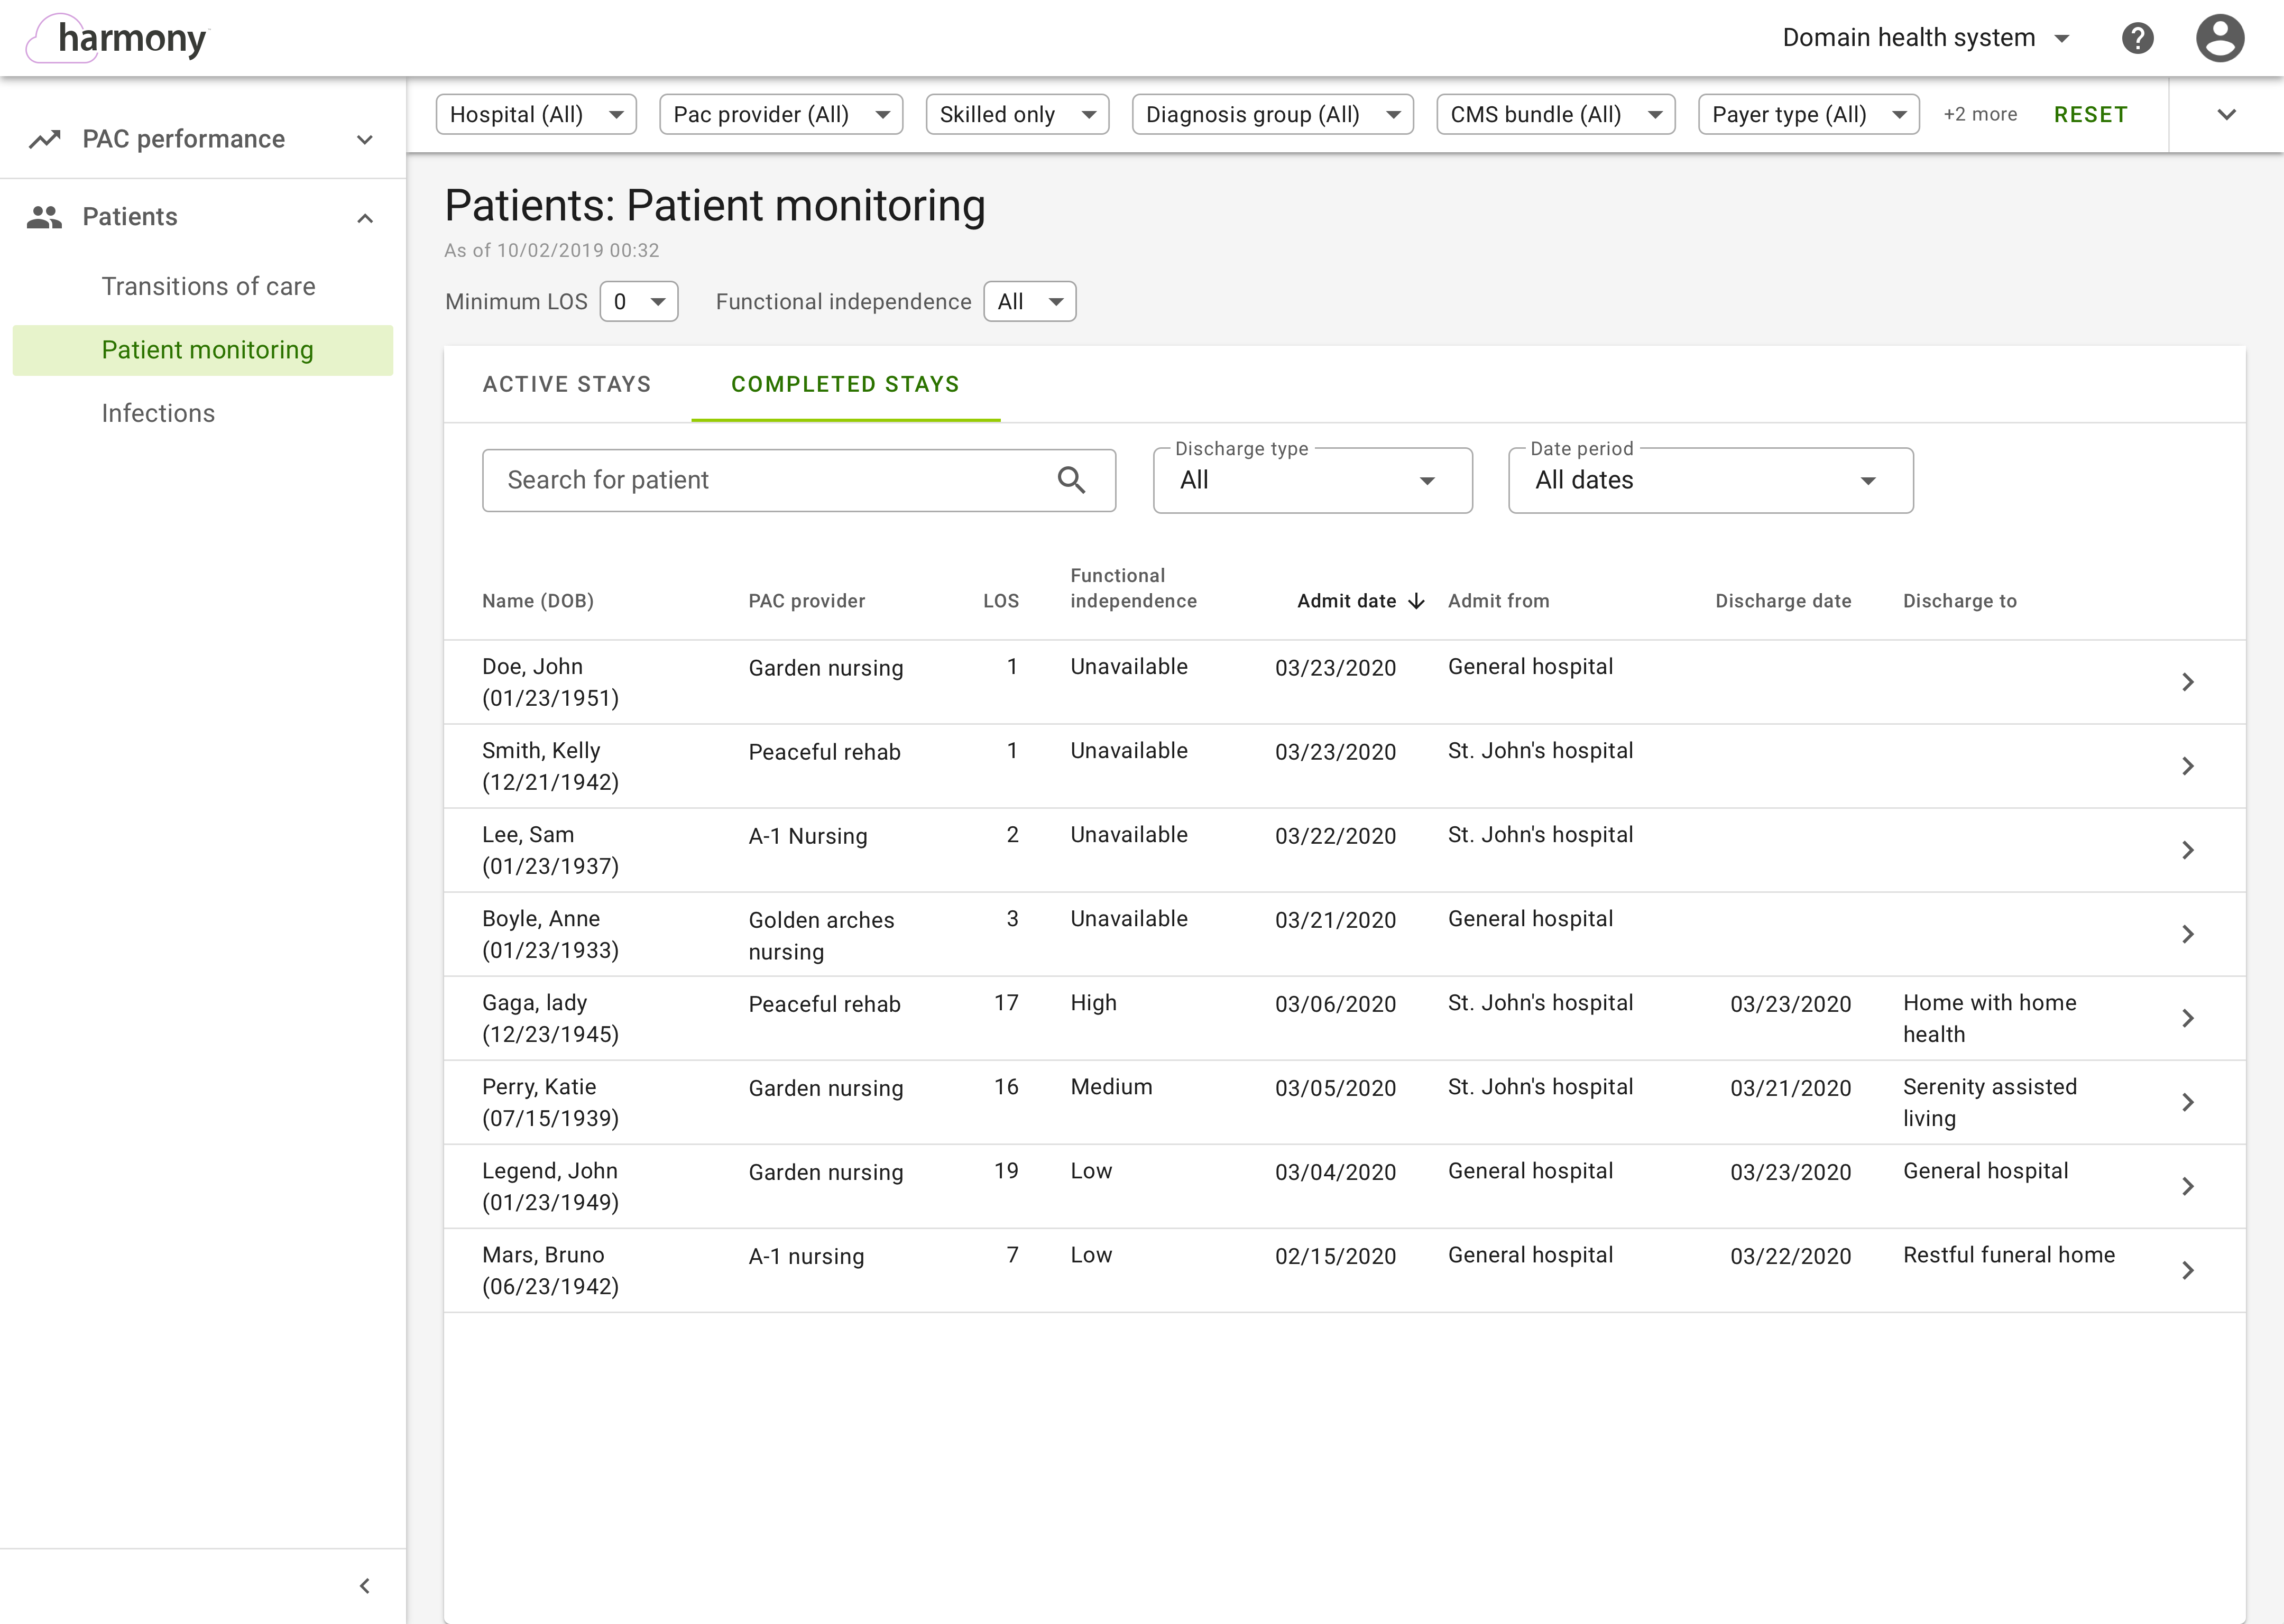 harmony
Domain health system
PAC performance
Patients
Transitions of care
Patient monitoring
Infections
Hospital (All)
Pac provider (All)
Skilled only
Diagnosis group (All)
CMS bundle (All)
Payer type (All)
+2 more
RESET
Patients: Patient monitoring
As of 10/02/2019 00:32
Minimum LOS 0 Functional independence All
ACTIVE STAYS COMPLETED STAYS
Search for patient
Discharge type
All
Date period
All dates
Name (DOB) PAC provider LOS Functional independence Admit date Admit from Discharge date Discharge to
Doe, John Garden nursing 1 Unavailable 03/23/2020 General hospital
(01/23/1951)
Smith, Kelly Peaceful rehab 1 Unavailable 03/23/2020 St. John's hospital
(12/21/1942)
Lee, Sam A-1 Nursing 2 Unavailable 03/22/2020 St. John's hospital
(01/23/1937)
Boyle, Anne Golden arches 3 Unavailable 03/21/2020 General hospital
(01/23/1933) nursing
Gaga, lady Peaceful rehab 17 High 03/06/2020 St. John's hospital 03/23/2020 Home with home
(12/23/1945) health
Perry, Katie Garden nursing 16 Medium 03/05/2020 St. John's hospital 03/21/2020 Serenity assisted
(07/15/1939) living
Legend, John Garden nursing 19 Low 03/04/2020 General hospital 03/23/2020 General hospital
(01/23/1949)
Mars, Bruno A-1 nursing 7 Low 02/15/2020 General hospital 03/22/2020 Restful funeral home
(06/23/1942)